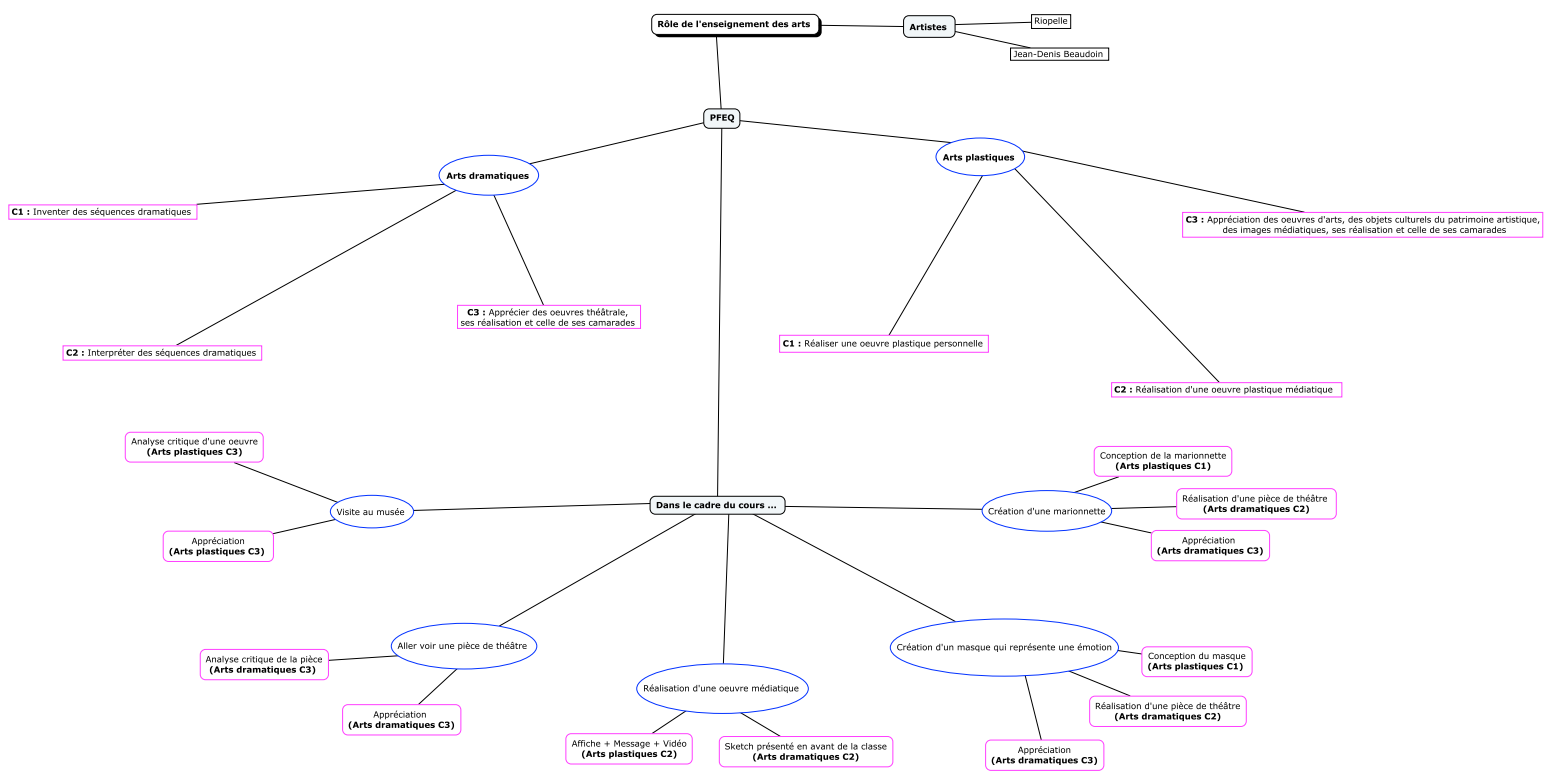 Rôle de l'enseignement des arts
Artistes
Riopelle
Jean-Denis Beaudoin
PFEQ
Arts dramatiques
Arts plastiques
C1 : Inventer des séquences dramatiques
C3 : Appréciation des oeuvres d'arts, des objets culturels du patrimoine artistique,
des images médiatiques, ses réalisation et celle de ses camarades
C3 : Apprécier des oeuvres théâtrale,
ses réalisation et celle de ses camarades
C2 : Interpréter des séquences dramatiques
C1 : Réaliser une oeuvre plastique personnelle
C2 : Réalisation d'une oeuvre plastique médiatique
Analyse critique d'une oeuvre
(Arts plastiques C3)
Visite au musée
Appréciation
(Arts plastiques C3)
Dans le cadre du cours ...
Création d'une marionnette
Conception de la marionnette
(Arts plastiques C1)
Réalisation d'une pièce de théâtre
(Arts dramatiques C2)
Appréciation
(Arts dramatiques C3)
Aller voir une pièce de théâtre
Analyse critique de la pièce
(Arts dramatiques C3)
Appréciation
(Arts dramatiques C3)
Réalisation d'une oeuvre médiatique
Affiche + Message + Vidéo
(Arts plastiques C2)
Sketch présenté en avant de la classe
(Arts dramatiques C2)
Création d'un masque qui représente une émotion
Conception du masque
(Arts plastiques C1)
Réalisation d'une pièce de théâtre
(Arts dramatiques C2)
Appréciation
(Arts dramatiques C3)